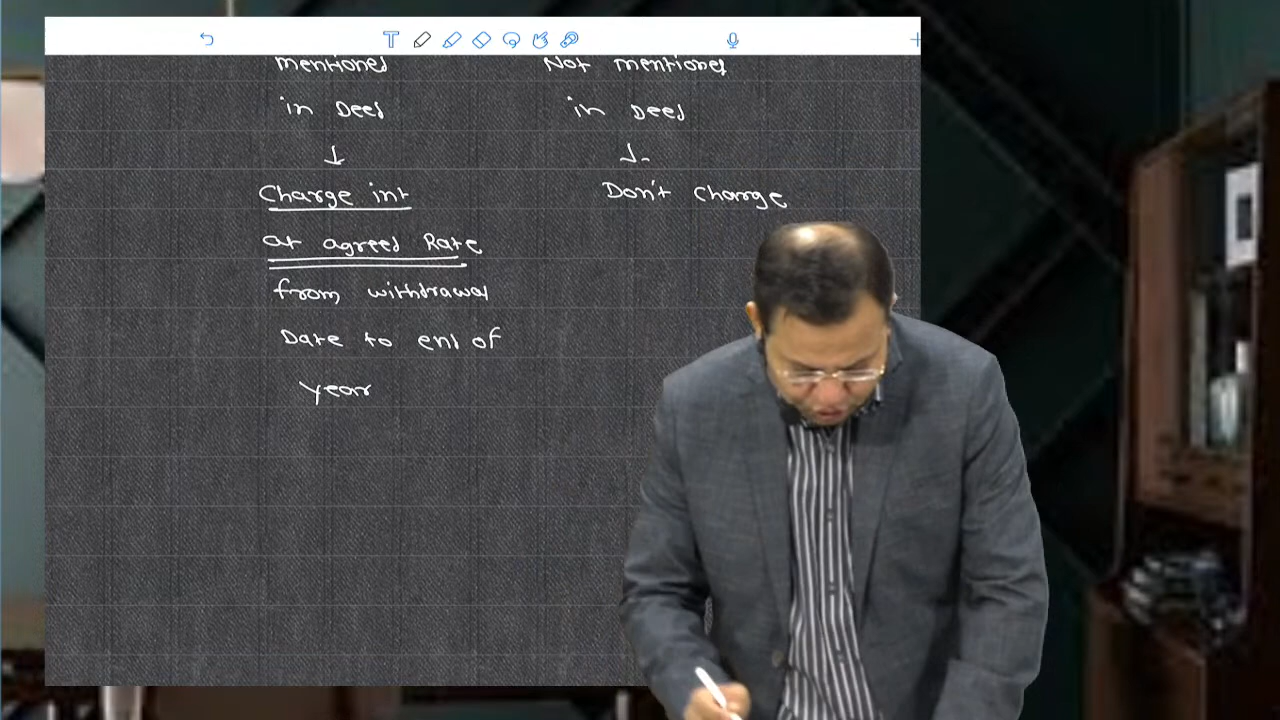 mentioned
in Deed
↓
Charge int
at agreed Rate
from withdrawal
Date to end of
year
Not mentioned
in Deed
↓
Don't Charge